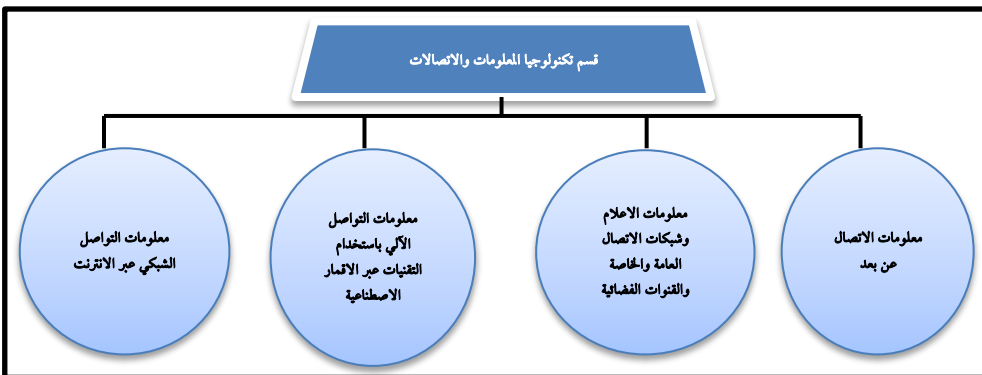 قسم تكنولوجيا المعلومات والاتصالات
معلومات الاتصال
عن بعد
معلومات الاعلام
وشبكات الاتصال
العامة والخاصة
والقنوات الفضائية
معلومات التواصل
الآلي باستخدام
التقنيات عبر الاقمار
الاصطناعية
معلومات التواصل
الشبكي عبر الانترنت